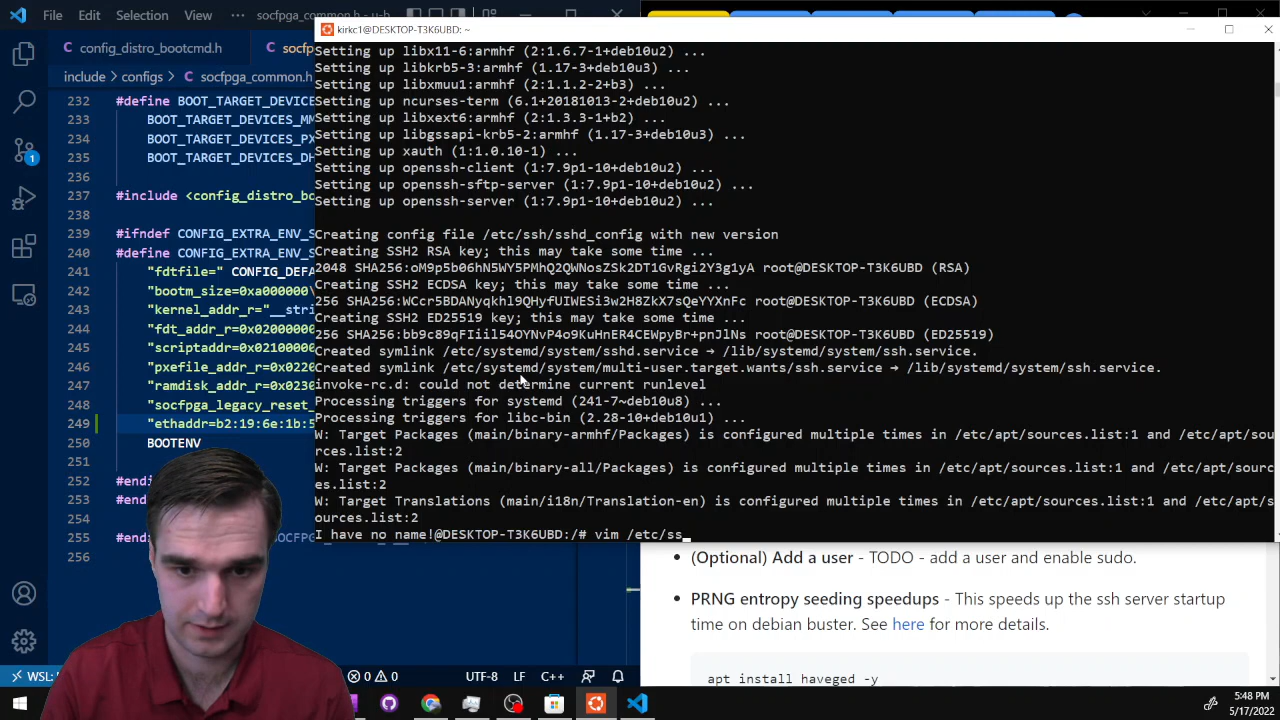 socfpga_common.h - u-b
config_distro_bootcmd.h
socf
include > configs > socfpga_common.h
232 #define BOOT_TARGET_DEVICE
233 BOOT_TARGET_DEVICES_MM
234 BOOT_TARGET_DEVICES_PX
235 BOOT_TARGET_DEVICES_DH
236
237 #include <config_distro_bo
238
239 #ifndef CONFIG_EXTRA_ENV_S
240 #define CONFIG_EXTRA_ENV_S
241 "fdtfile=" CONFIG_DEFA
242 "bootm_size=0xa000000\
243 "kernel_addr_r="__stri
244 "fdt_addr_r=0x02000000
245 "scriptaddr=0x02100000
246 "pxefile_addr_r=0x0220
247 "ramdisk_addr_r=0x0230
248 "socfpga_legacy_reset_
249 "ethaddr=b2:19:6e:1b:5
250 BOOTENV
251
252 #endi
253 #end
254
255 #end
256
SOCFP
1
WSL:
0 0
UTF-8 LF C++
kirkc1@DESKTOP-T3K6UBD: ~
Setting up libx11-6:armhf (2:1.6.7-1+deb10u2) ...
Setting up libkrb5-3:armhf (1.17-3+deb10u3) ...
Setting up libxmuu1:armhf (2:1.1.2-2+b3) ...
Setting up ncurses-term (6.1+20181013-2+deb10u2) ...
Setting up libxext6:armhf (2:1.3.3-1+b2) ...
Setting up libgssapi-krb5-2:armhf (1.17-3+deb10u3) ...
Setting up xauth (1:1.0.10-1) ...
Setting up openssh-client (1:7.9p1-10+deb10u2) ...
Setting up openssh-sftp-server (1:7.9p1-10+deb10u2) ...
Setting up openssh-server (1:7.9p1-10+deb10u2) ...
Creating config file /etc/ssh/sshd_config with new version
Creating SSH2 RSA key; this may take some time ...
2048 SHA256:oM9p5b06hN5WY5PMhQ2QWNosZSk2DT1GvRgi2Y3g1yA root@DESKTOP-T3K6UBD (RSA)
Creating SSH2 ECDSA key; this may take some time ...
256 SHA256:WCcr5BDANyqkhl9QHyfUIWESi3w2H8ZkX7sQeYYXnFc root@DESKTOP-T3K6UBD (ECDSA)
Creating SSH2 ED25519 key; this may take some time ...
256 SHA256:bb9c89qFIiil54OYNvP4o9KuHnER4CEWpyBr+pnJlNs root@DESKTOP-T3K6UBD (ED25519)
Created symlink /etc/systemd/system/sshd.service → /lib/systemd/system/ssh.service.
Created symlink /etc/systemd/system/multi-user.target.wants/ssh.service → /lib/systemd/system/ssh.service.
invoke-rc.d: could not determine current runlevel
Processing triggers for systemd (241-7~deb10u8) ...
Processing triggers for libc-bin (2.28-10+deb10u1) ...
W: Target Packages (main/binary-armhf/Packages) is configured multiple times in /etc/apt/sources.list:1 and /etc/apt/sou
rces.list:2
W: Target Packages (main/binary-all/Packages) is configured multiple times in /etc/apt/sources.list:1 and /etc/apt/sourc
es.list:2
W: Target Translations (main/i18n/Translation-en) is configured multiple times in /etc/apt/sources.list:1 and /etc/apt/s
ources.list:2
I have no name!@DESKTOP-T3K6UBD:/# vim /etc/ss
• (Optional) Add a user - TODO - add a user and enable sudo.
• PRNG entropy seeding speedups - This speeds up the ssh server startup
time on debian buster. See here for more details.
apt install haveged -y
5:48 PM
5/17/2022